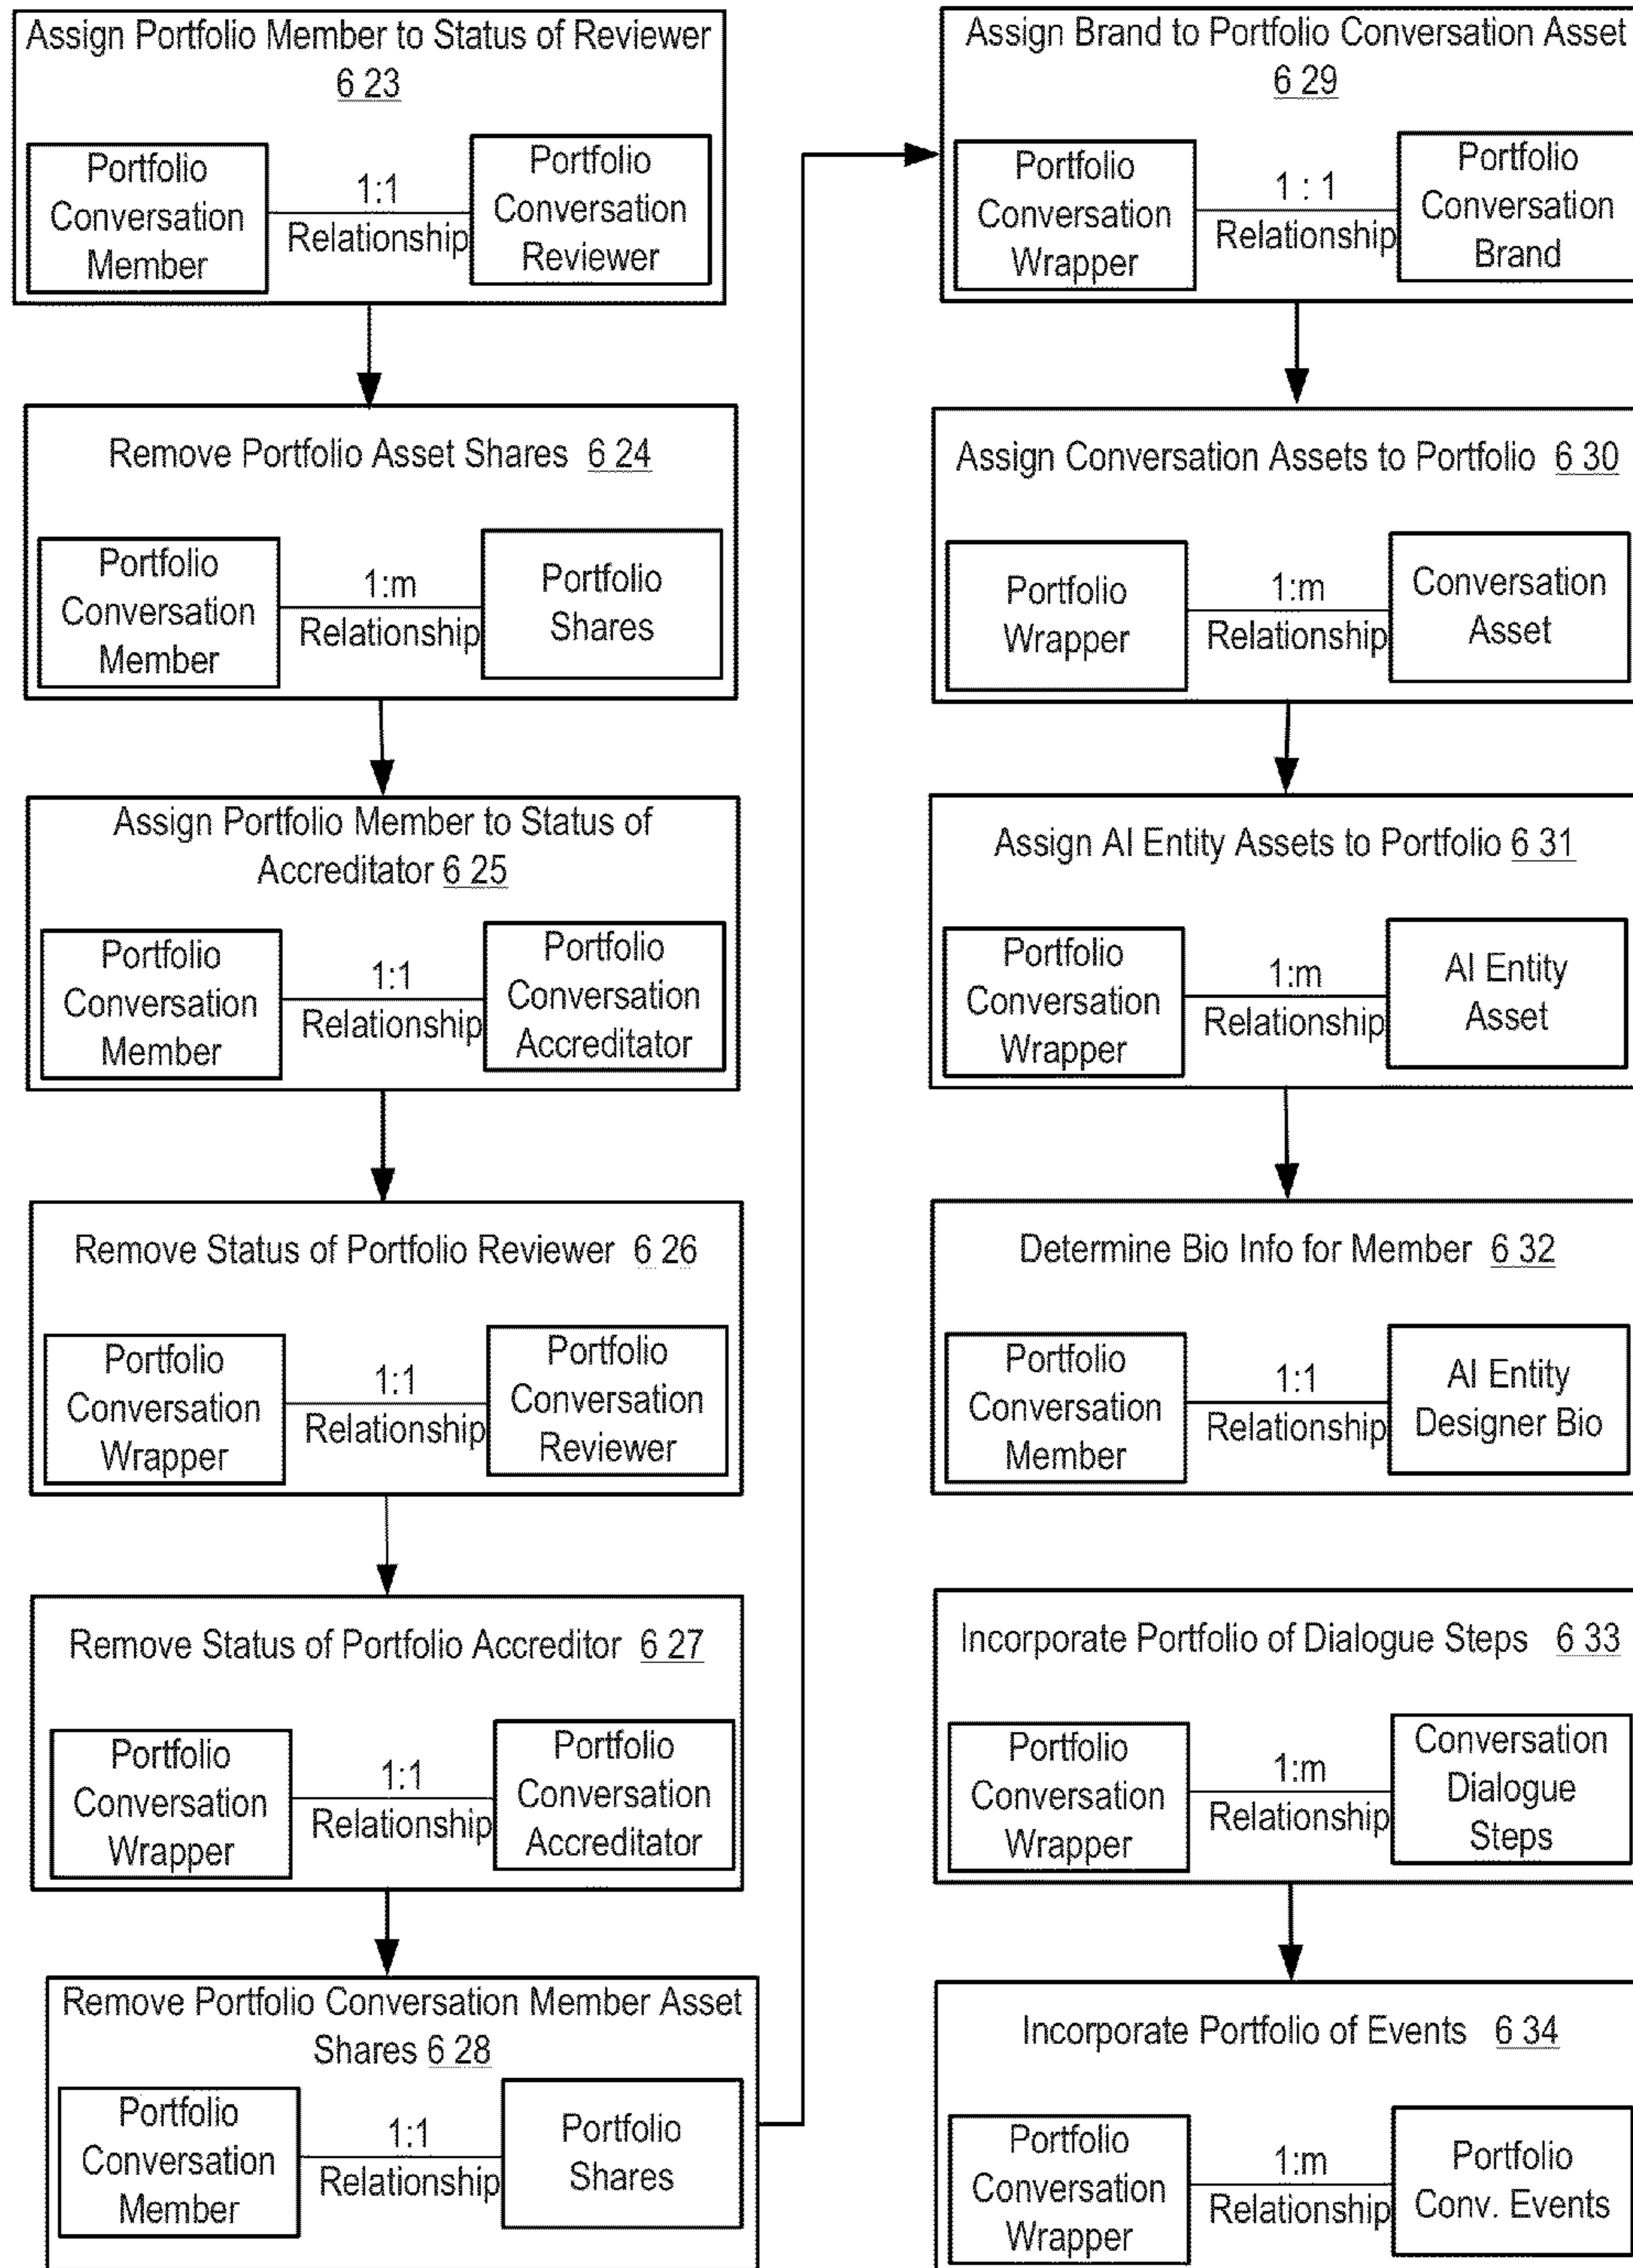 Assign Portfolio Member to Status of Reviewer
6 23
Portfolio
Conversation
Member
1:1
Relationship
Portfolio
Conversation
Reviewer
Remove Portfolio Asset Shares 6 24
Portfolio
Conversation
Member
1:m
Relationship
Portfolio
Shares
Assign Portfolio Member to Status of
Accreditator 6 25
Portfolio
Conversation
Member
1:1
Relationship
Portfolio
Conversation
Accreditator
Remove Status of Portfolio Reviewer 6 26
Portfolio
Conversation
Wrapper
1:1
Relationship
Portfolio
Conversation
Reviewer
Remove Status of Portfolio Accreditor 6 27
Portfolio
Conversation
Wrapper
1:1
Relationship
Portfolio
Conversation
Accreditator
Remove Portfolio Conversation Member Asset
Shares 6 28
Portfolio
Conversation
Member
1:1
Relationship
Portfolio
Shares
Assign Brand to Portfolio Conversation Asset
6 29
Portfolio
Conversation
Wrapper
1 : 1
Relationship
Portfolio
Conversation
Brand
Assign Conversation Assets to Portfolio 6 30
Portfolio
Wrapper
1:m
Relationship
Conversation
Asset
Assign AI Entity Assets to Portfolio 6 31
Portfolio
Conversation
Wrapper
1:m
Relationship
AI Entity
Asset
Determine Bio Info for Member 6 32
Portfolio
Conversation
Member
1:1
Relationship
AI Entity
Designer Bio
Incorporate Portfolio of Dialogue Steps 6 33
Portfolio
Conversation
Wrapper
1:m
Relationship
Conversation
Dialogue
Steps
Incorporate Portfolio of Events 6 34
Portfolio
Conversation
Wrapper
1:m
Relationship
Portfolio
Conv. Events